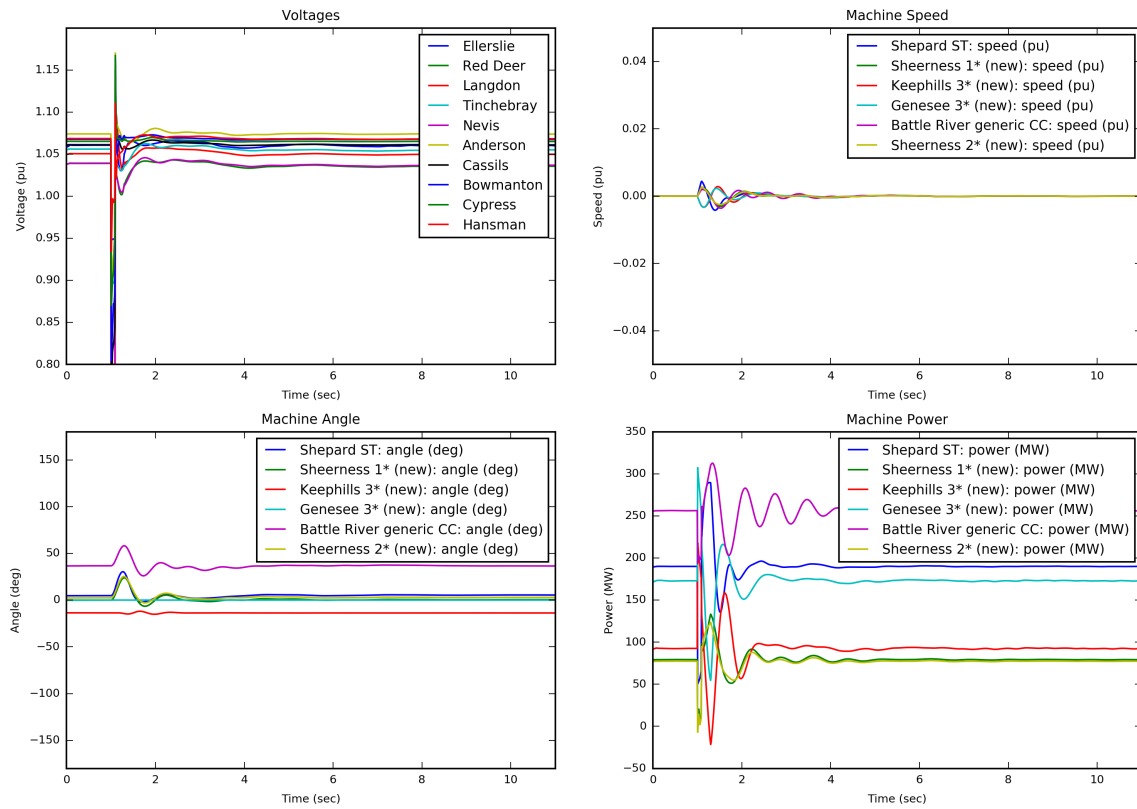 Voltages
1.15
1.10
1.05
1.00
0.95
0.90
0.85
0.80
Voltage (pu)
0
2
4
6
8
10
Time (sec)
Ellerslie
Red Deer
Langdon
Tinchebray
Nevis
Anderson
Cassils
Bowmanton
Cypress
Hansman
Machine Speed
0.04
0.02
0.00
−0.02
−0.04
Speed (pu)
0
2
4
6
8
10
Time (sec)
Shepard ST: speed (pu)
Sheerness 1* (new): speed (pu)
Keephills 3* (new): speed (pu)
Genesee 3* (new): speed (pu)
Battle River generic CC: speed (pu)
Sheerness 2* (new): speed (pu)
Machine Angle
150
100
50
0
−50
−100
−150
Angle (deg)
0
2
4
6
8
10
Time (sec)
Shepard ST: angle (deg)
Sheerness 1* (new): angle (deg)
Keephills 3* (new): angle (deg)
Genesee 3* (new): angle (deg)
Battle River generic CC: angle (deg)
Sheerness 2* (new): angle (deg)
Machine Power
350
300
250
200
150
100
50
0
−50
Power (MW)
0
2
4
6
8
10
Time (sec)
Shepard ST: power (MW)
Sheerness 1* (new): power (MW)
Keephills 3* (new): power (MW)
Genesee 3* (new): power (MW)
Battle River generic CC: power (MW)
Sheerness 2* (new): power (MW)